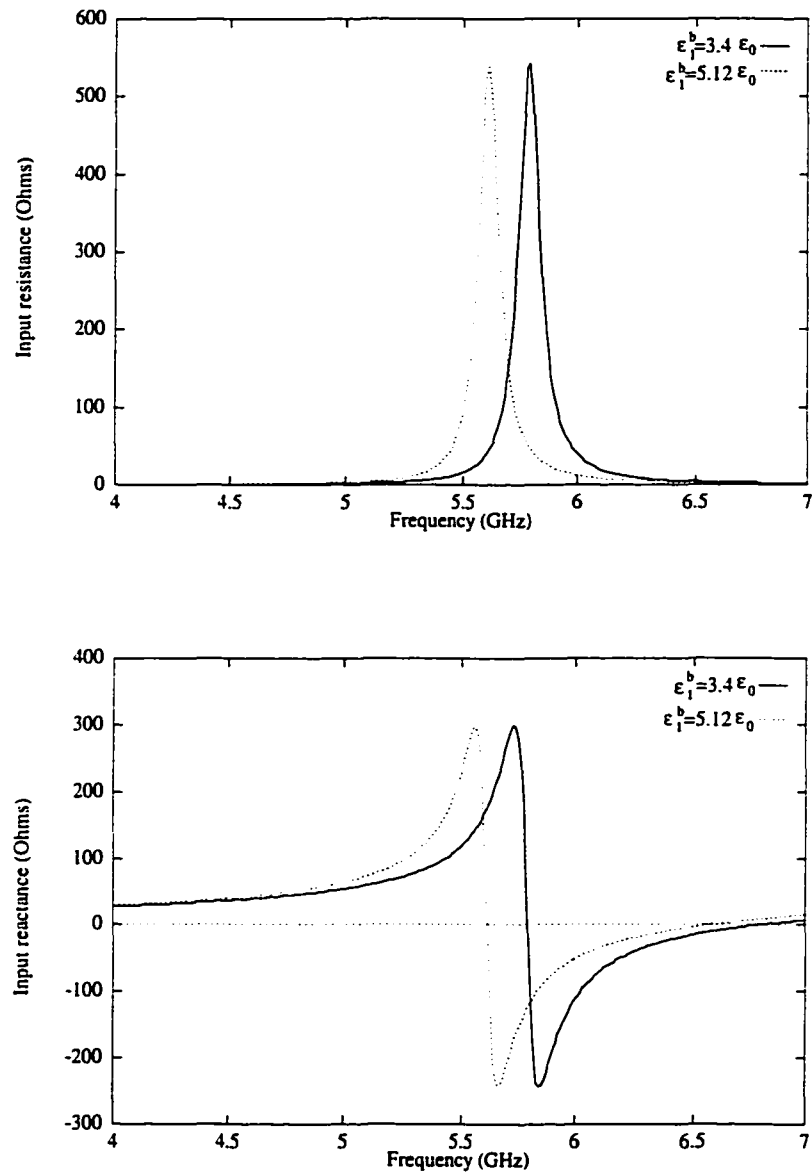 600
500
400
300
200
100
0
Input resistance (Ohms)
ε₁ᵇ=3.4 ε₀
ε₁ᵇ=5.12 ε₀
4 4.5 5 5.5 6 6.5 7
Frequency (GHz)
400
300
200
100
0
-100
-200
-300
Input reactance (Ohms)
ε₁ᵇ=3.4 ε₀
ε₁ᵇ=5.12 ε₀
4 4.5 5 5.5 6 6.5 7
Frequency (GHz)